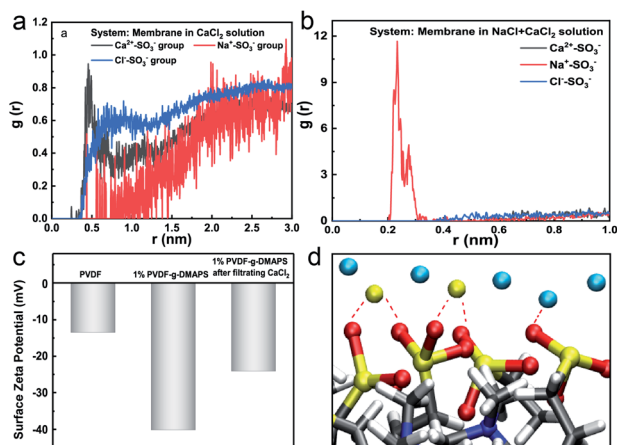 a
a
System: Membrane in CaCl2 solution
Ca2+-SO3- group
Na+-SO3- group
Cl--SO3- group
g (r)
1.4
1.2
1.0
0.8
0.6
0.4
0.2
0.0
0.0 0.5 1.0 1.5 2.0 2.5 3.0
r (nm)
b
System: Membrane in NaCl+CaCl2 solution
Ca2+-SO3-
Na+-SO3-
Cl--SO3-
g (r)
12
9
6
3
0
0.0 0.2 0.4 0.6 0.8 1.0
r (nm)
c
PVDF
1% PVDF-g-DMAPS
1% PVDF-g-DMAPS
after filtrating CaCl2
Surface Zeta Potential (mV)
0
-10
-20
-30
-40
d